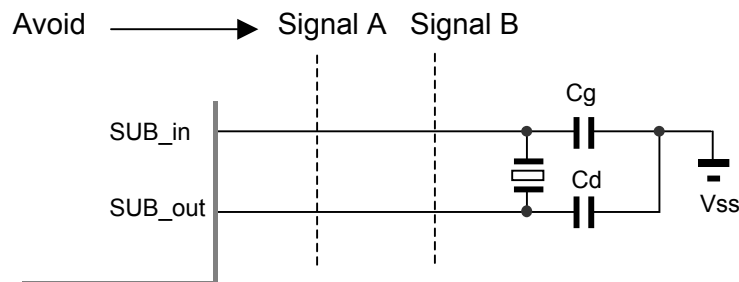 Avoid Signal A Signal B
Cg
SUB_in
Cd
SUB_out
Vss